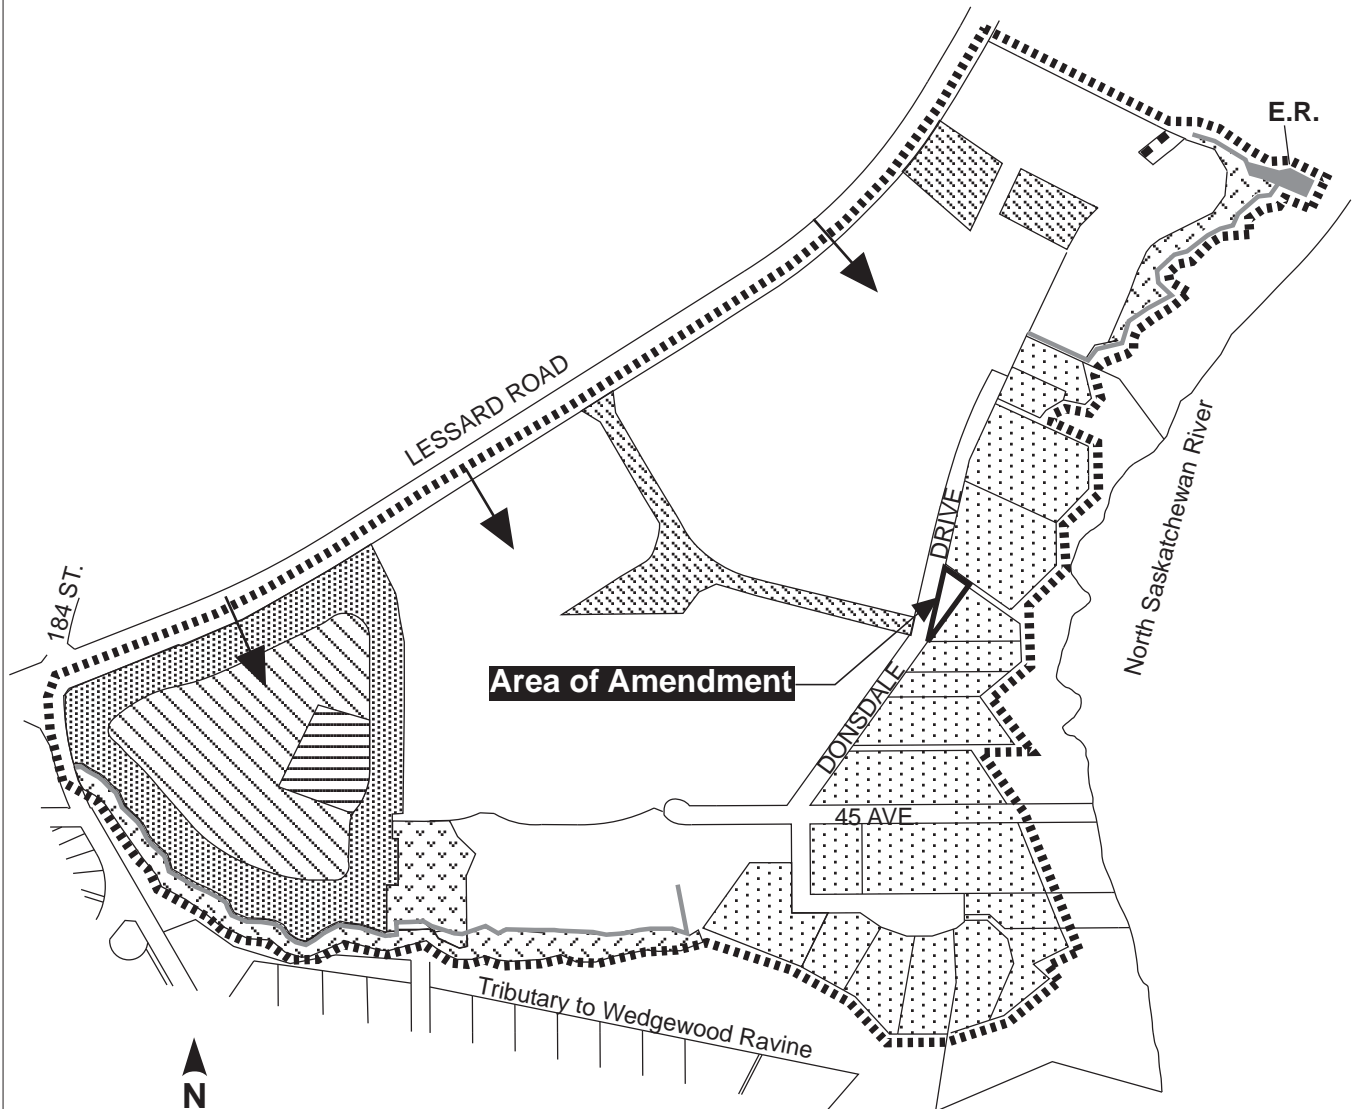 E.R.
LESSARD ROAD
184 ST.
North Saskatchewan River
DONSDALE DRIVE
Area of Amendment
45 AVE
Tributary to Wedgewood Ravine
N